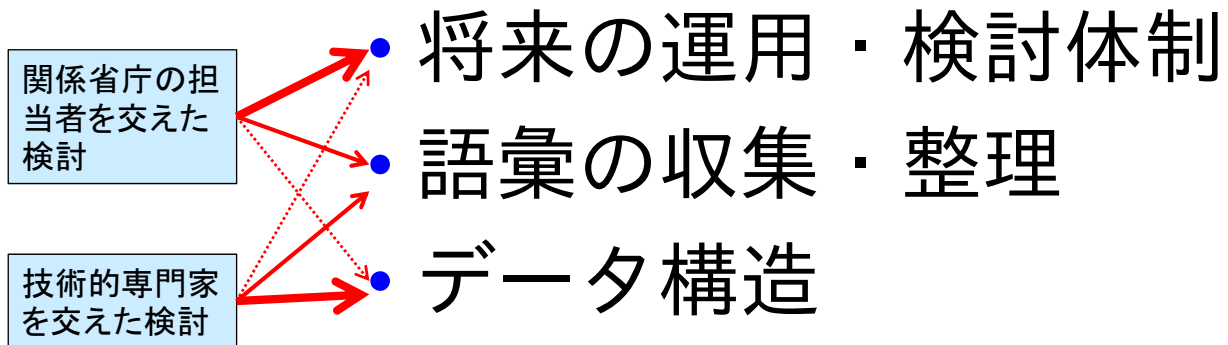 関係省庁の担
当者を交えた
検討
技術的専門家
を交えた検討
将来の運用・検討体制
語彙の収集・整理
データ構造